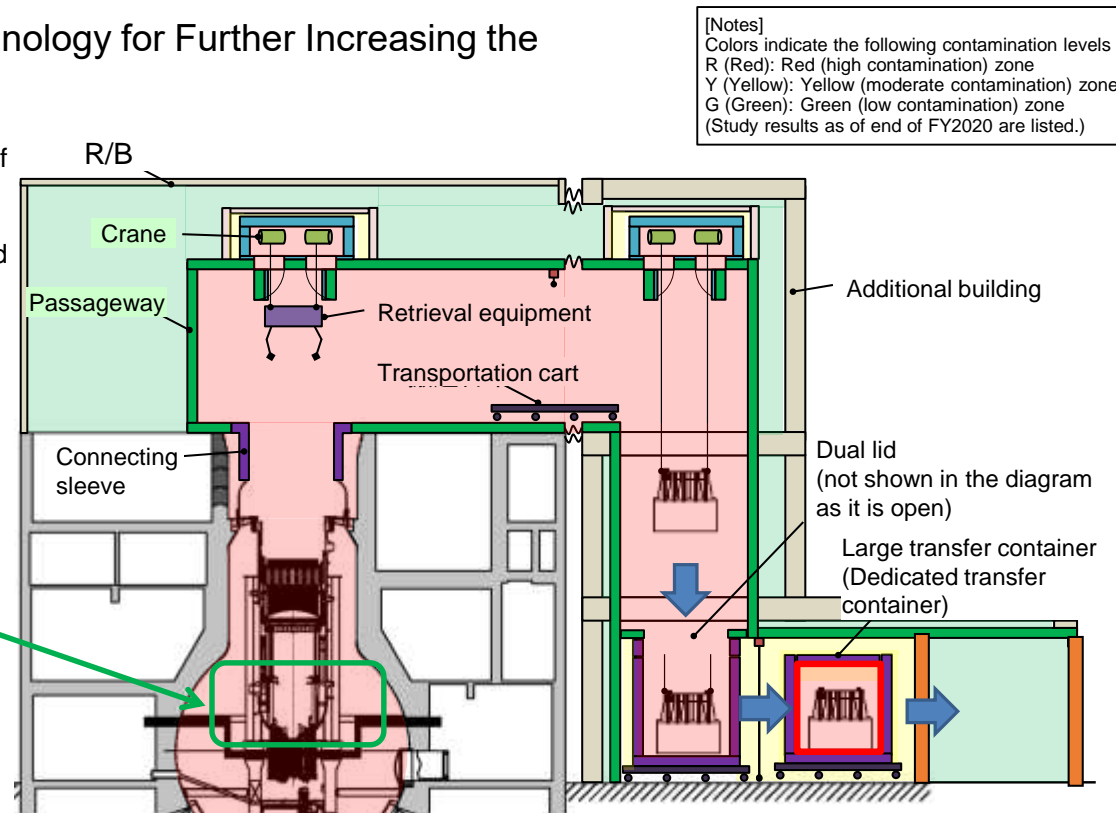 nology for Further Increasing the
[Notes]
Colors indicate the following contamination levels
R (Red): Red (high contamination) zone
Y (Yellow): Yellow (moderate contamination) zone
G (Green): Green (low contamination) zone
(Study results as of end of FY2020 are listed.)
f
R/B
Crane
d
Passageway
Retrieval equipment
Additional building
Transportation cart
Connecting
sleeve
Dual lid
(not shown in the diagram
as it is open)
Large transfer container
(Dedicated transfer
container)